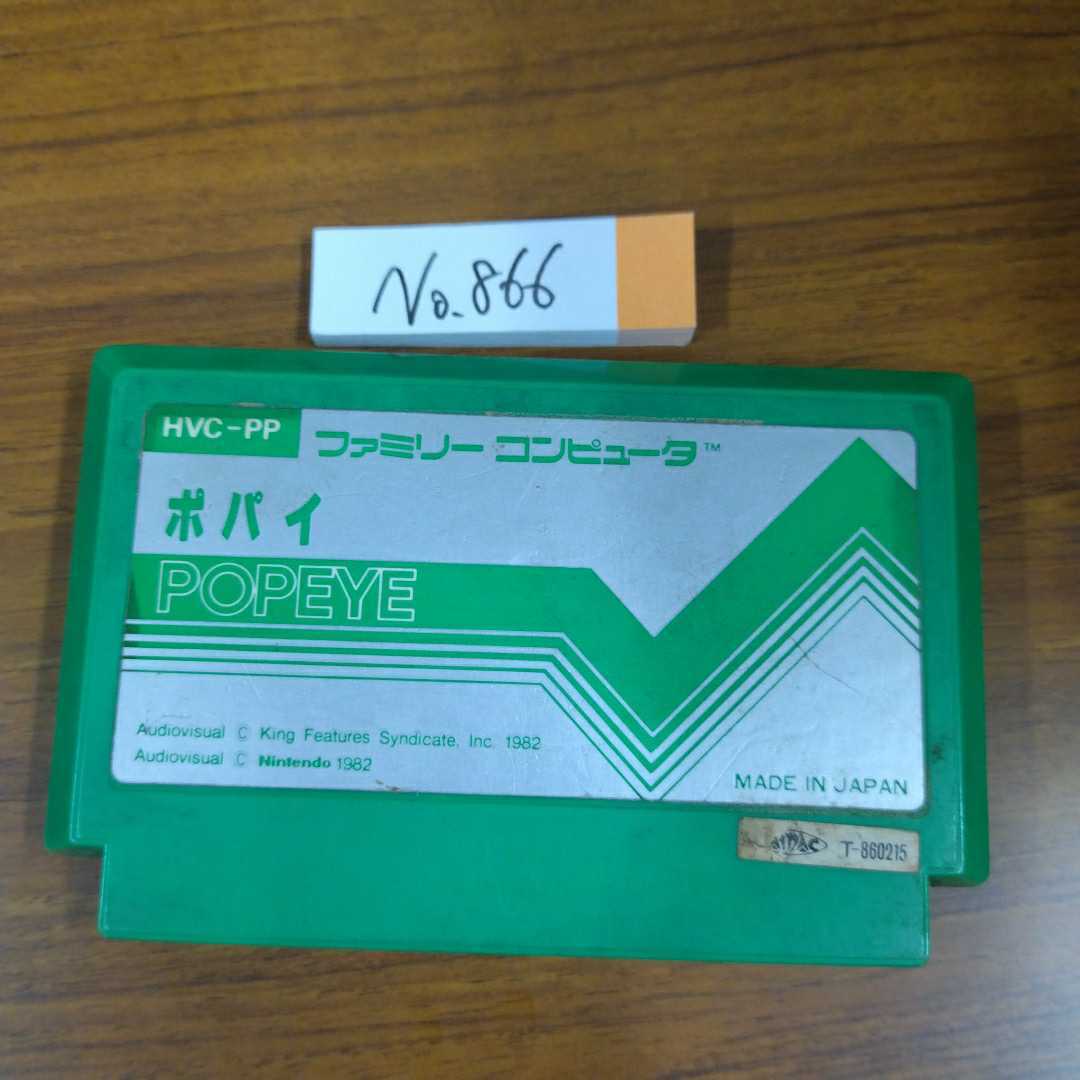 No.866
HVC-PP
ファミリー コンピュータ™
ポパイ
POPEYE
Audiovisual © King Features Syndicate, Inc. 1982
Audiovisual © Nintendo 1982
MADE IN JAPAN
T-860215